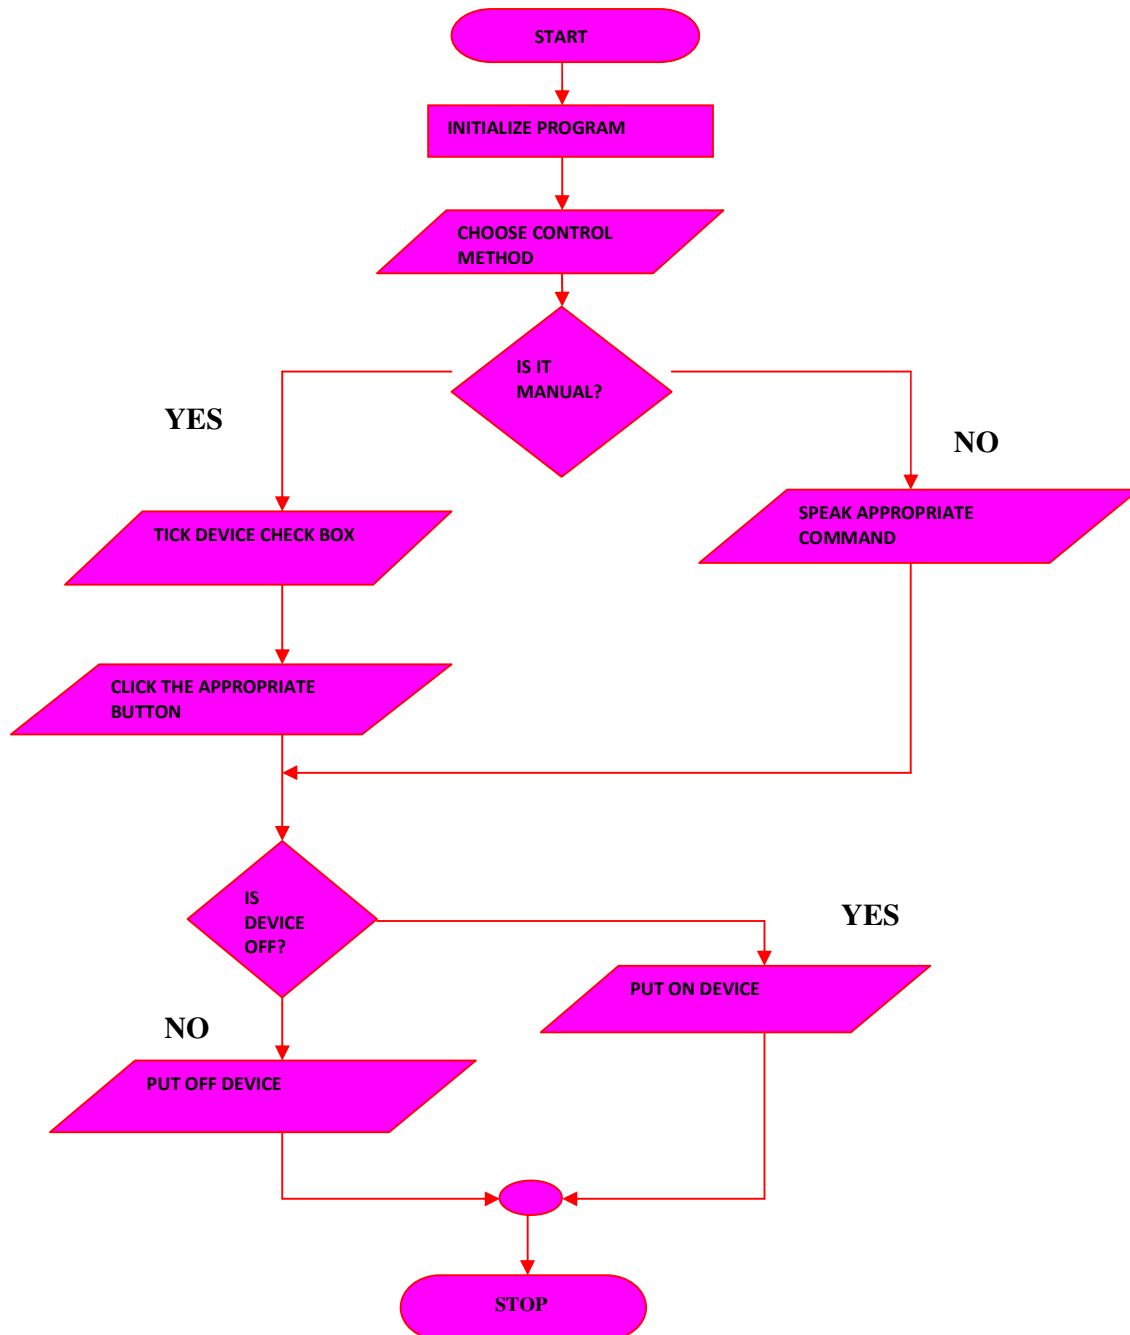 START
INITIALIZE PROGRAM
CHOOSE CONTROL
METHOD
IS IT
MANUAL?
YES
NO
TICK DEVICE CHECK BOX
SPEAK APPROPRIATE
COMMAND
CLICK THE APPROPRIATE
BUTTON
IS
DEVICE
OFF?
YES
PUT ON DEVICE
NO
PUT OFF DEVICE
STOP